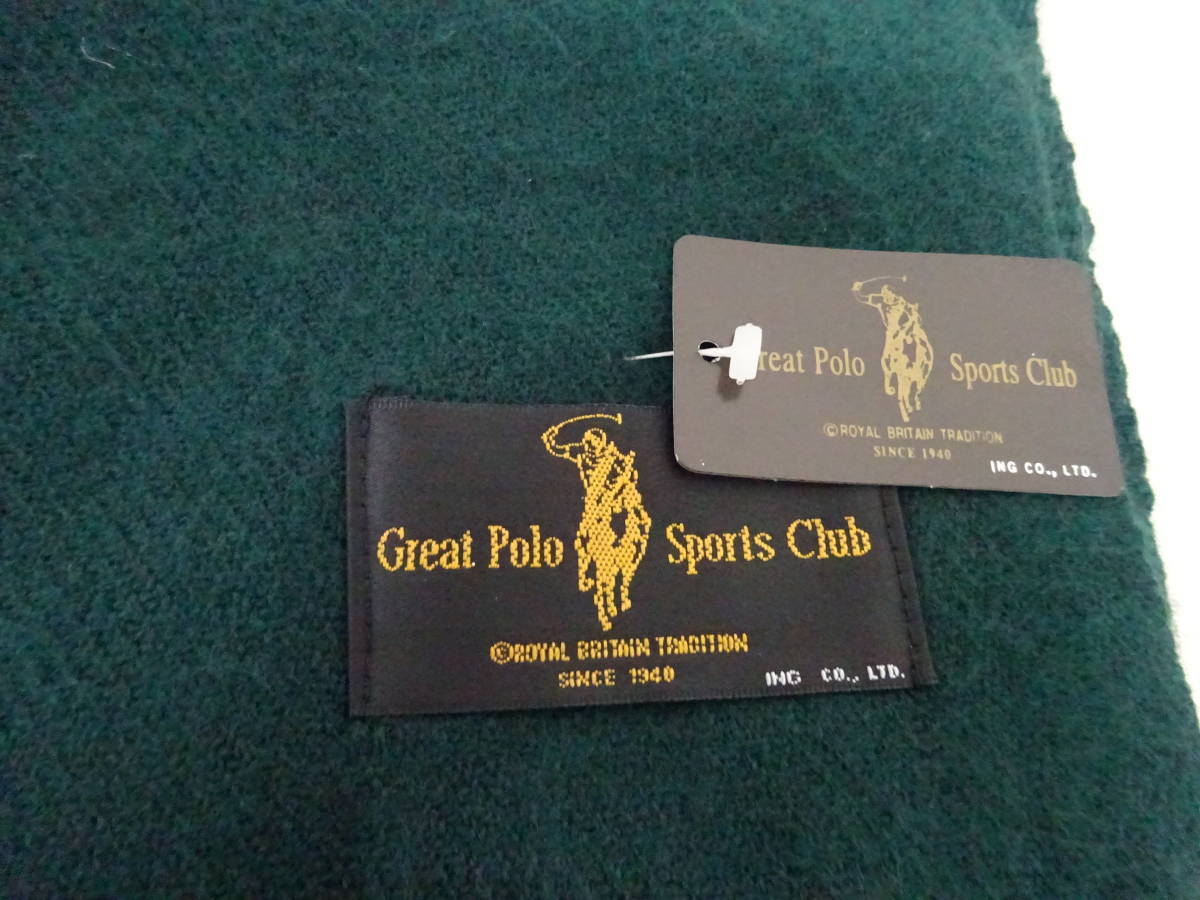 Great Polo Sports Club
©ROYAL BRITAIN TRADITION
SINCE 1940
ING CO., LTD.
reat Polo Sports Club
©ROYAL BRITAIN TRADITION
SINCE 1940
ING CO., LTD.